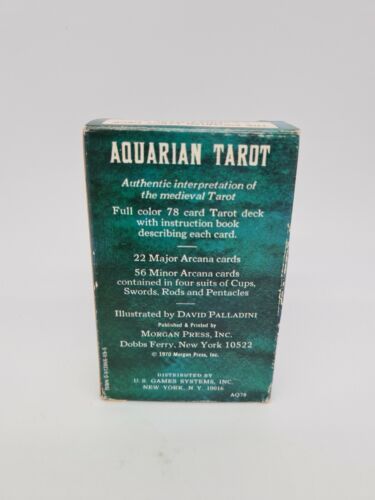 AQUARIAN TAROT
Authentic interpretation of
the medieval Tarot
Full color 78 card Tarot deck
with instruction book
describing each card.
22 Major Arcana cards
56 Minor Arcana cards
contained in four suits of Cups,
Swords, Rods and Pentacles
Illustrated by DAVID PALLADINI
Published & Printed by
MORGAN PRESS, INC.
Dobbs Ferry, New York 10522
© 1970 Morgan Press, Inc.
DISTRIBUTED BY
U.S. GAMES SYSTEMS, INC.
NEW YORK, N.Y. 10016
AQ78